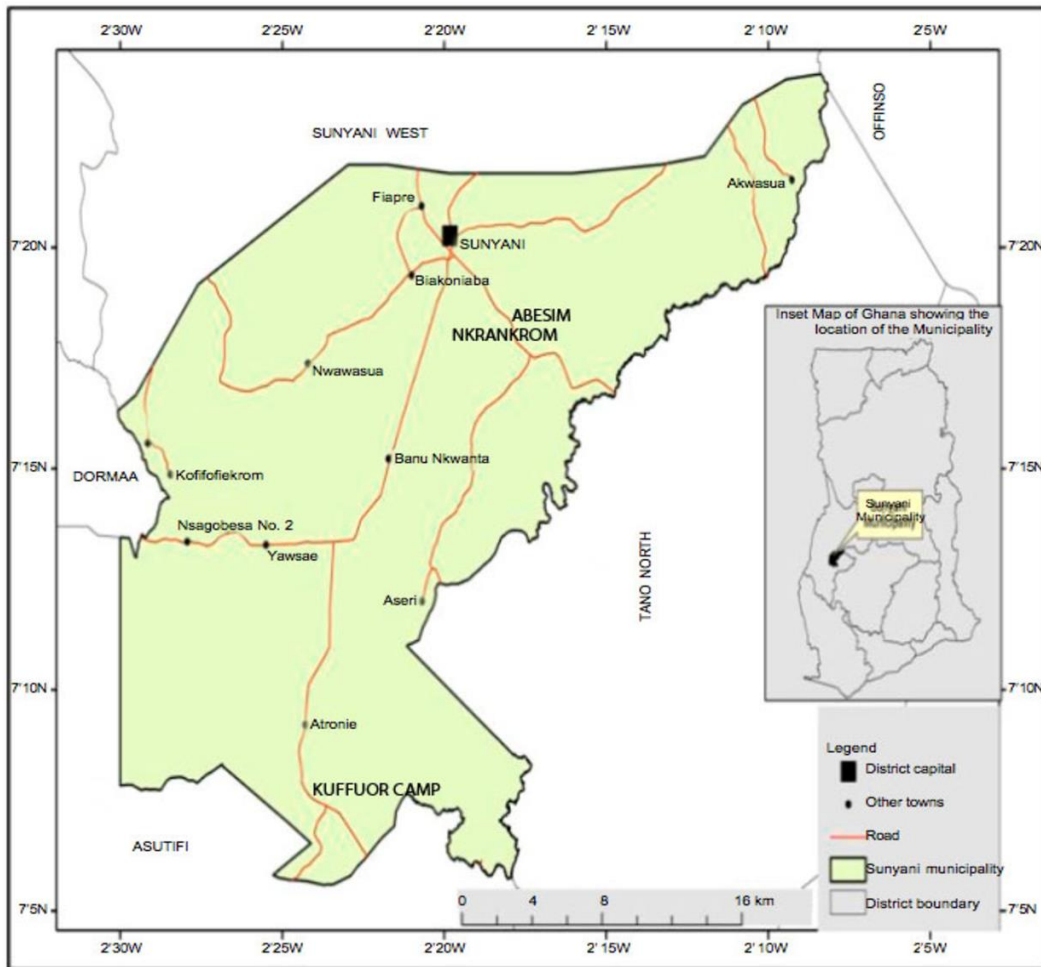 2'30W 2'25W 2'20W 2'15W 2'10W 2'5W
SUNYANI WEST
OFFINSO
Fiapre
Akwasua
7'20N
SUNYANI
7'20N
Biakoniaba
ABESIM
NKRANKROM
Inset Map of Ghana showing the
location of the Municipality
Nwawasua
Banu Nkwanta
7'15N
7'15N
DORMAA
Kofifofiekrom
Sunyani
Municipality
Sunyani
Municipality
Nsagobesa No. 2
Yawsae
TANO NORTH
Aseri
7'10N
7'10N
Atronie
Legend
District capital
KUFFUOR CAMP
Other towns
Road
ASUTIFI
Sunyani municipality
0 4 8 16 km
District boundary
7'5N
7'5N
2'30W 2'25W 2'20W 2'15W 2'10W 2'5W